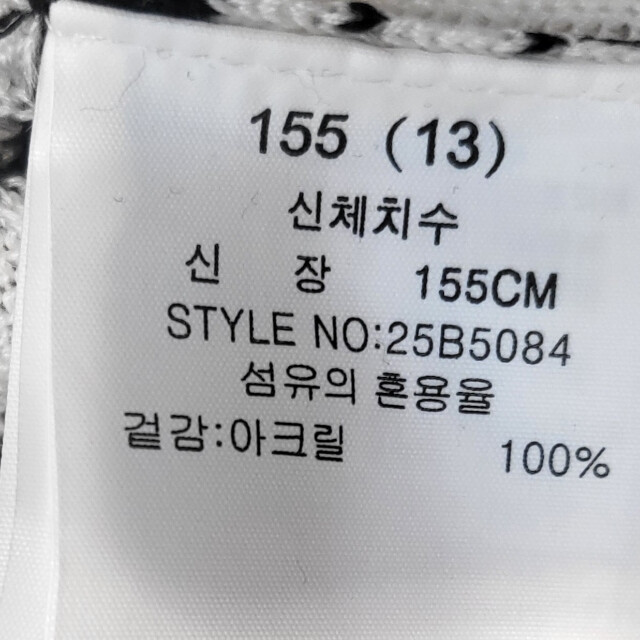 155 (13)
신체치수
신 장 155CM
STYLE NO:25B5084
섬유의 혼용율
겉감:아크릴 100%